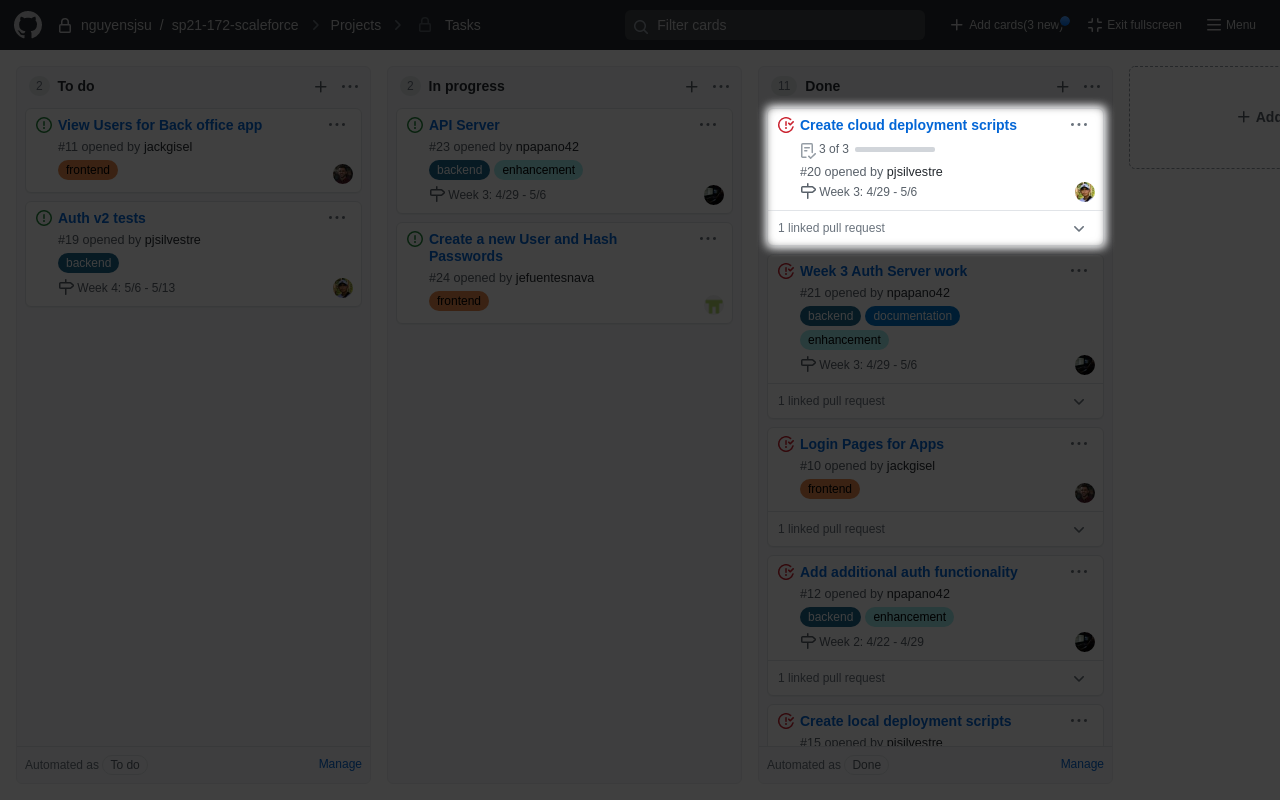 nguyensjsu / sp21-172-scaleforce Projects Tasks
Filter cards
Add cards(3 new)
Exit fullscreen
Menu
2 To do
View Users for Back office app
#11 opened by jackgisel
frontend
Auth v2 tests
#19 opened by pjsilvestre
backend
Week 4: 5/6 - 5/13
Automated as To do
Manage
2 In progress
API Server
#23 opened by npapano42
backend enhancement
Week 3: 4/29 - 5/6
Create a new User and Hash
Passwords
#24 opened by jefuentesnava
frontend
11 Done
Create cloud deployment scripts
3 of 3
#20 opened by pjsilvestre
Week 3: 4/29 - 5/6
1 linked pull request
Week 3 Auth Server work
#21 opened by npapano42
backend documentation
enhancement
Week 3: 4/29 - 5/6
1 linked pull request
Login Pages for Apps
#10 opened by jackgisel
frontend
1 linked pull request
Add additional auth functionality
#12 opened by npapano42
backend enhancement
Week 2: 4/22 - 4/29
1 linked pull request
Create local deployment scripts
#15 opened by pjsilvestre
Automated as Done
Manage
Add